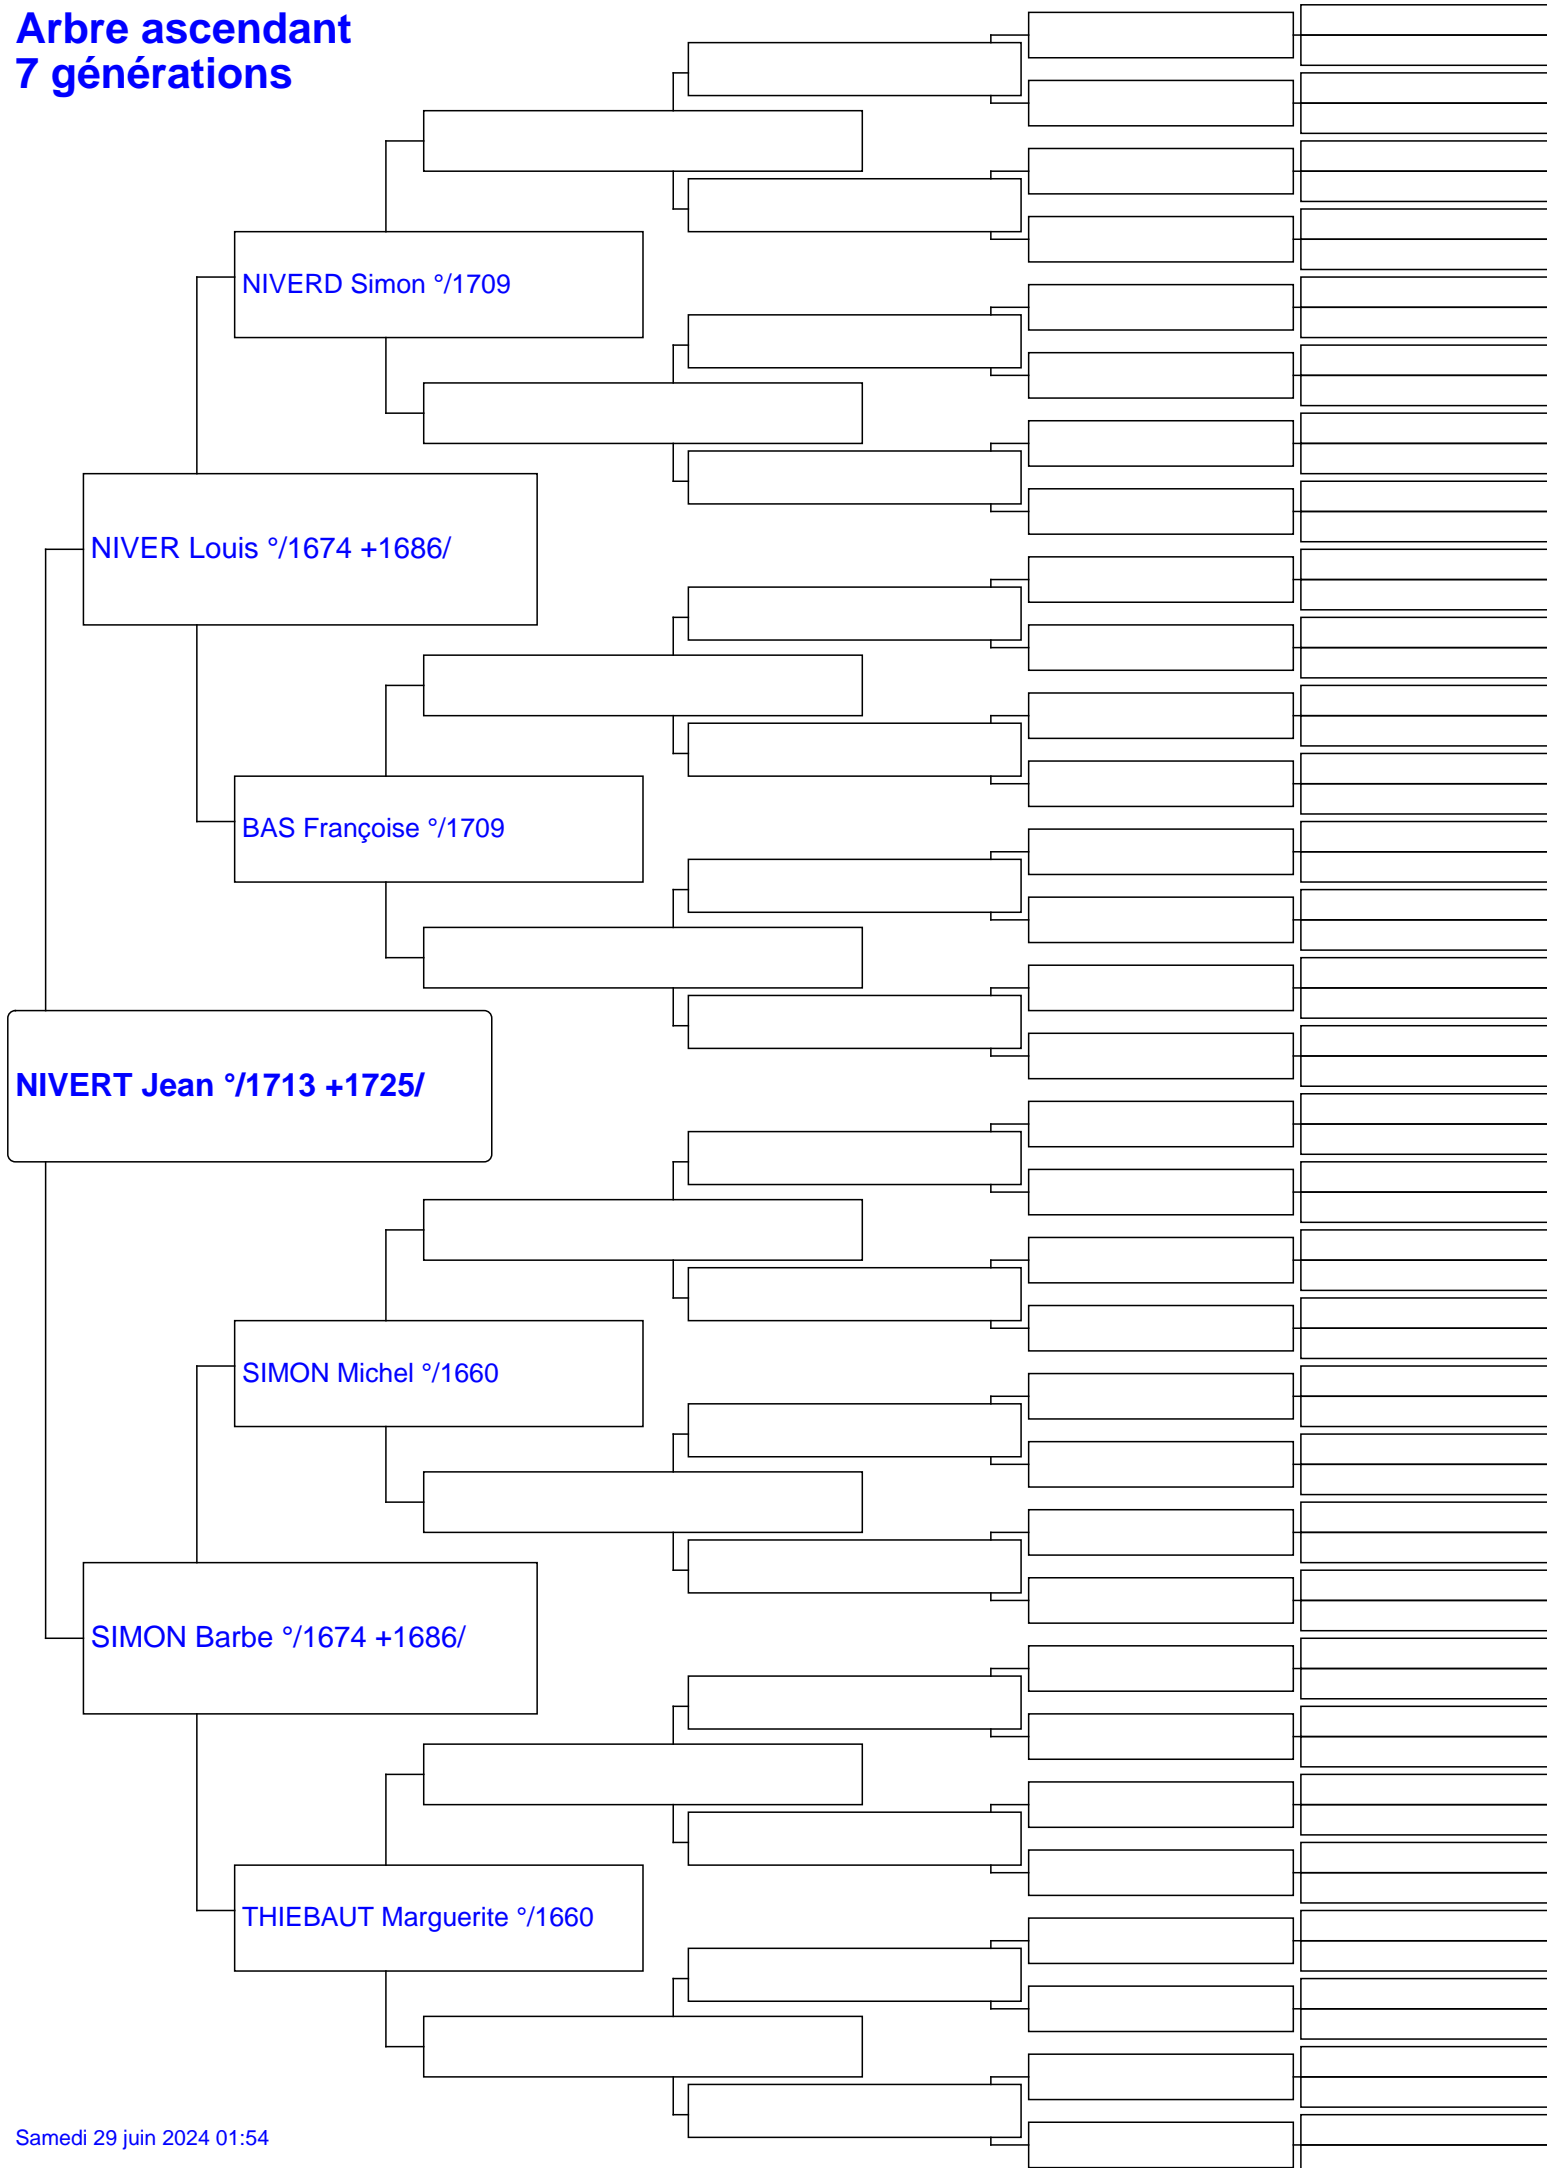 Arbre ascendant
7 générations
NIVERD Simon °/1709
NIVER Louis °/1674 +1686/
BAS Françoise °/1709
NIVERT Jean °/1713 +1725/
SIMON Michel °/1660
SIMON Barbe °/1674 +1686/
THIEBAUT Marguerite °/1660
Samedi 29 juin 2024 01:54